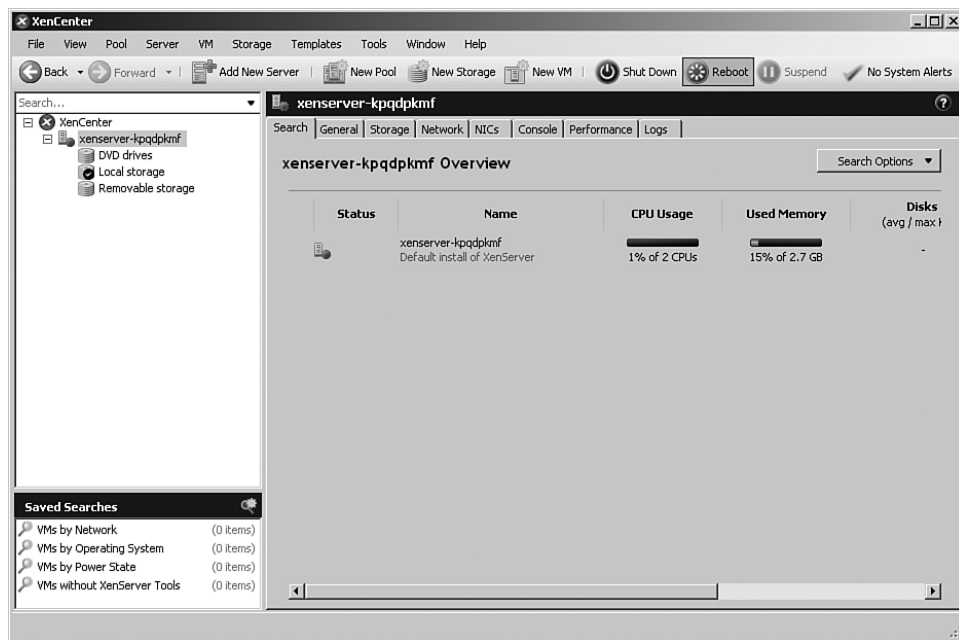 XenCenter
File View Pool Server VM Storage Templates Tools Window Help
Back Forward Add New Server New Pool New Storage New VM Shut Down Reboot Suspend No System Alerts
Search...
XenCenter
xenserver-kpqdpkmf
DVD drives
Local storage
Removable storage
Saved Searches
VMs by Network (0 items)
VMs by Operating System (0 items)
VMs by Power State (0 items)
VMs without XenServer Tools (0 items)
xenserver-kpqdpkmf
Search General Storage Network NICs Console Performance Logs
xenserver-kpqdpkmf Overview Search Options
Status Name CPU Usage Used Memory Disks
(avg / max
xenserver-kpqdpkmf
Default install of XenServer 1% of 2 CPUs 15% of 2.7 GB -